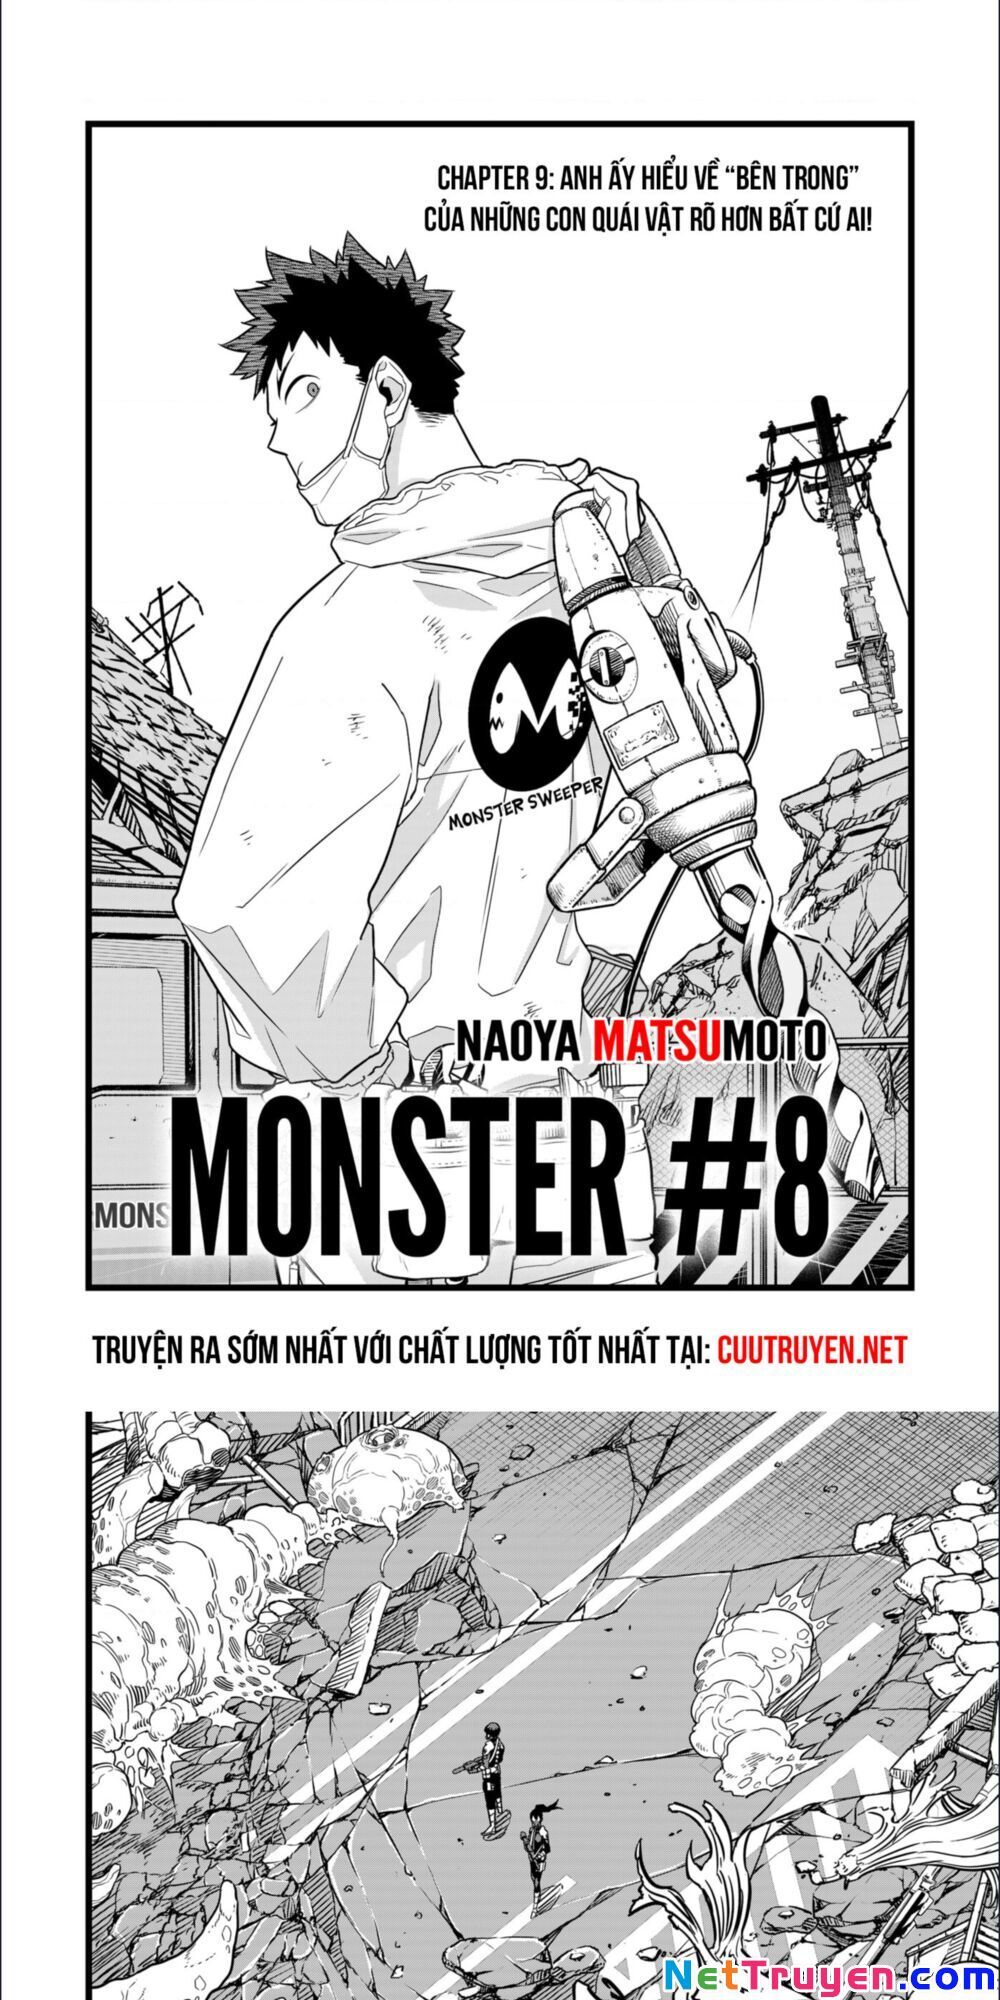 CHAPTER 9: ANH ẤY HIỂU VỀ “BÊN TRONG”
CỦA NHỮNG CON QUÁI VẬT RÕ HƠN BẤT CỨ AI!
M
MONSTER SWEEPER
NAOYA MATSUMOTO
MONS
MONSTER #8
TRUYỆN RA SỚM NHẤT VỚI CHẤT LƯỢNG TỐT NHẤT TẠI: CUUTRUYEN.NET
NetTruyen.com